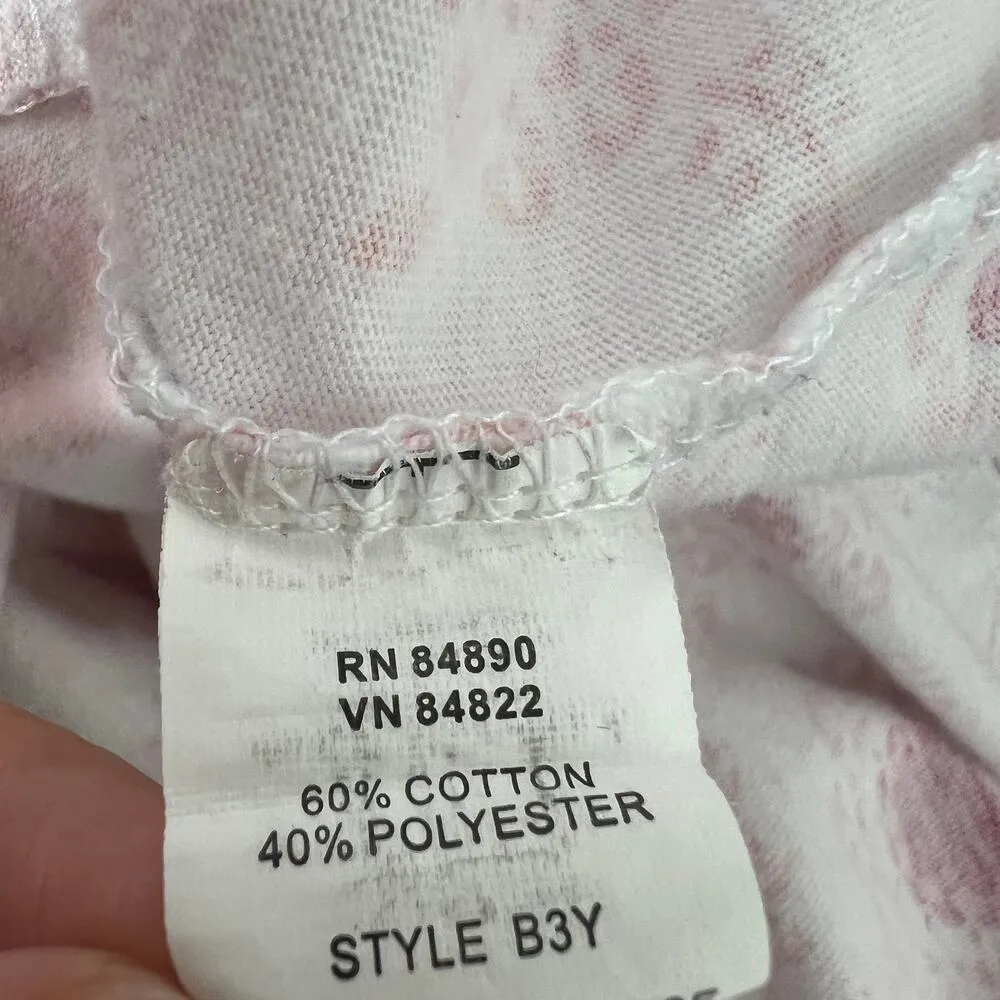 RN 84890
VN 84822
60% COTTON
40% POLYESTER
STYLE B3Y